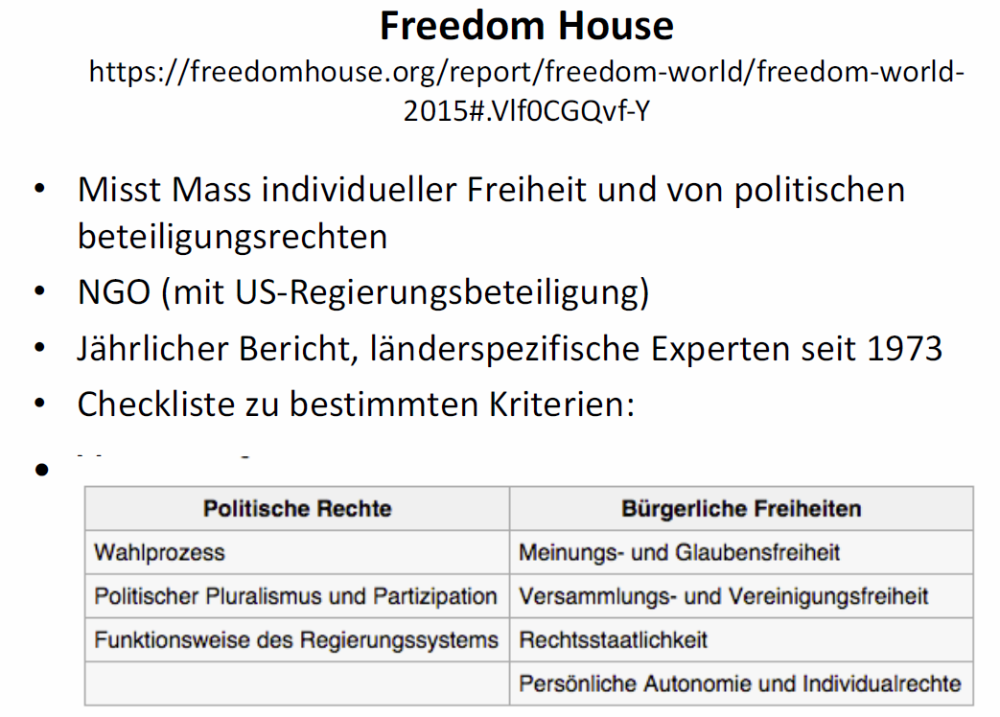 Freedom House
https://freedomhouse.org/report/freedom-world/freedom-world-
2015#.Vlf0CGQvf-Y
• Misst Mass individueller Freiheit und von politischen
beteiligungsrechten
• NGO (mit US-Regierungsbeteiligung)
• Jährlicher Bericht, länderspezifische Experten seit 1973
• Checkliste zu bestimmten Kriterien:
•
Politische Rechte Bürgerliche Freiheiten
Wahlprozess Meinungs- und Glaubensfreiheit
Politischer Pluralismus und Partizipation Versammlungs- und Vereinigungsfreiheit
Funktionsweise des Regierungssystems Rechtsstaatlichkeit
Persönliche Autonomie und Individualrechte